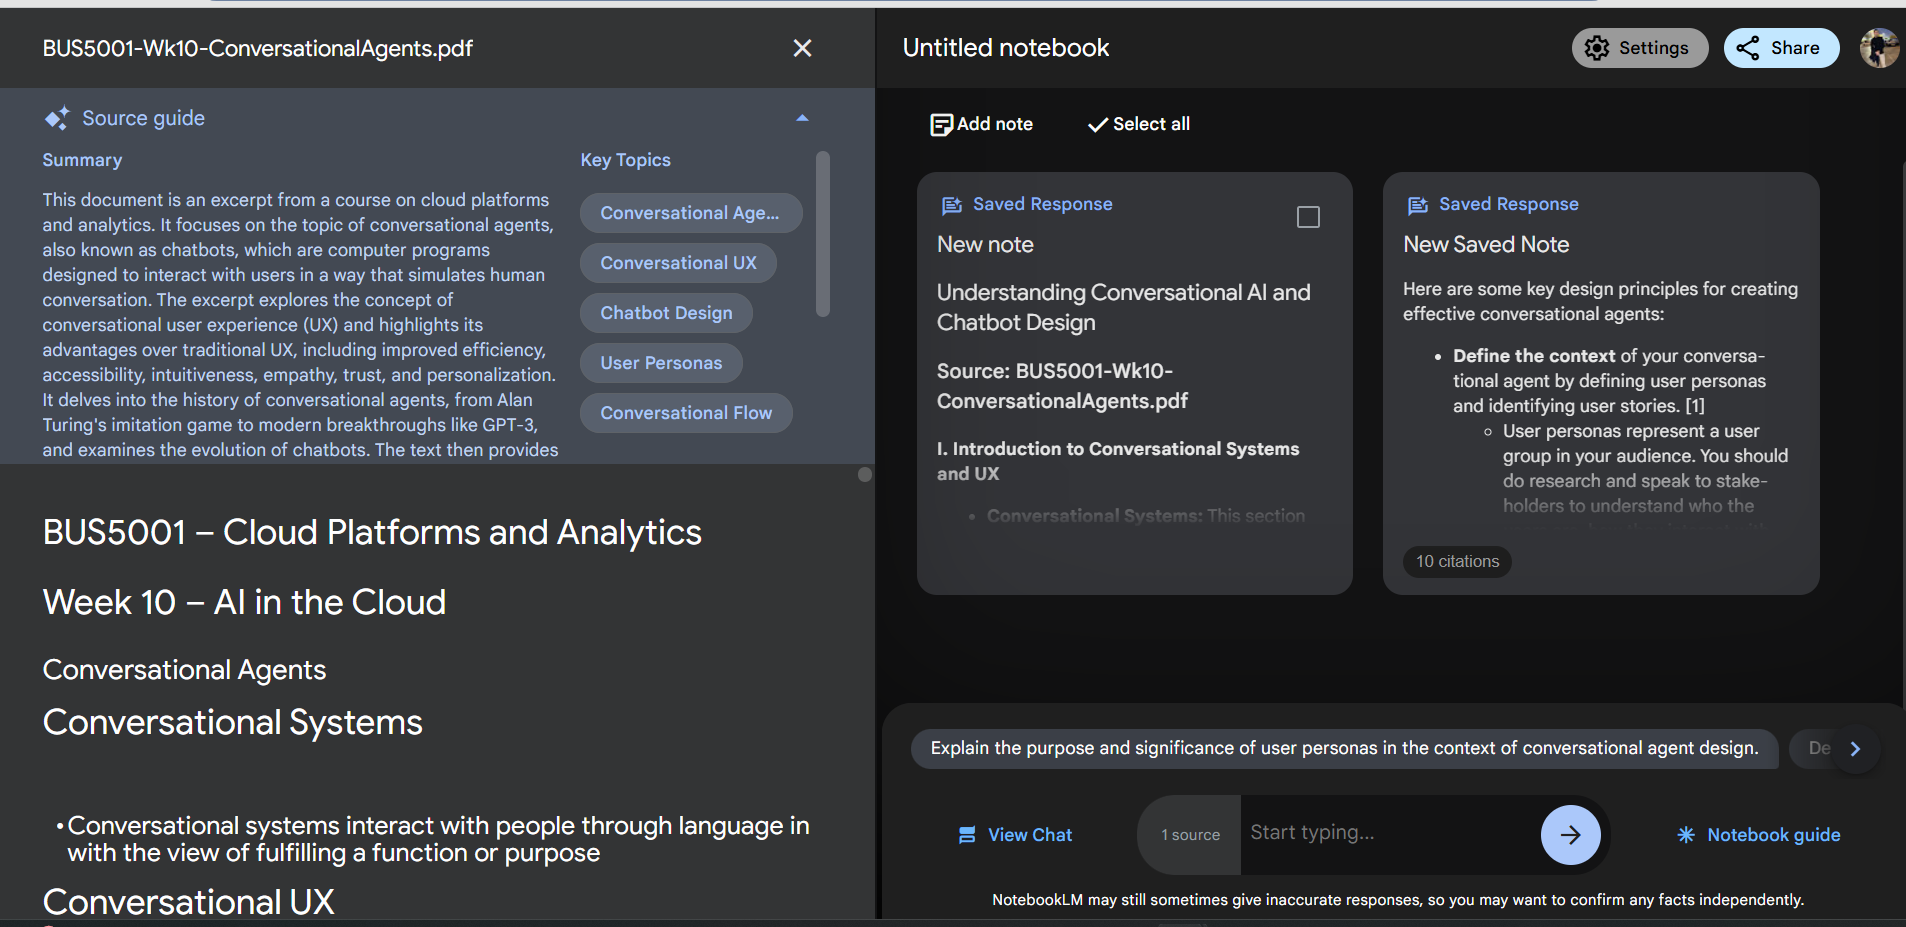 BUS5001-Wk10-ConversationalAgents.pdf
Source guide
Summary
This document is an excerpt from a course on cloud platforms
and analytics. It focuses on the topic of conversational agents,
also known as chatbots, which are computer programs
designed to interact with users in a way that simulates human
conversation. The excerpt explores the concept of
conversational user experience (UX) and highlights its
advantages over traditional UX, including improved efficiency,
accessibility, intuitiveness, empathy, trust, and personalization.
It delves into the history of conversational agents, from Alan
Turing's imitation game to modern breakthroughs like GPT-3,
and examines the evolution of chatbots. The text then provides
Key Topics
Conversational Age...
Conversational UX
Chatbot Design
User Personas
Conversational Flow
BUS5001 – Cloud Platforms and Analytics
Week 10 – AI in the Cloud
Conversational Agents
Conversational Systems
• Conversational systems interact with people through language in
with the view of fulfilling a function or purpose
Conversational UX
Untitled notebook
Settings
Share
Add note
Select all
Saved Response
New note
Understanding Conversational AI and
Chatbot Design
Source: BUS5001-Wk10-
ConversationalAgents.pdf
I. Introduction to Conversational Systems
and UX
• Conversational Systems: This section
Saved Response
New Saved Note
Here are some key design principles for creating
effective conversational agents:
• Define the context of your conversa-
tional agent by defining user personas
and identifying user stories. [1]
◦ User personas represent a user
group in your audience. You should
do research and speak to stake-
holders to understand who the
10 citations
Explain the purpose and significance of user personas in the context of conversational agent design.
De
View Chat
1 source
Start typing...
Notebook guide
NotebookLM may still sometimes give inaccurate responses, so you may want to confirm any facts independently.